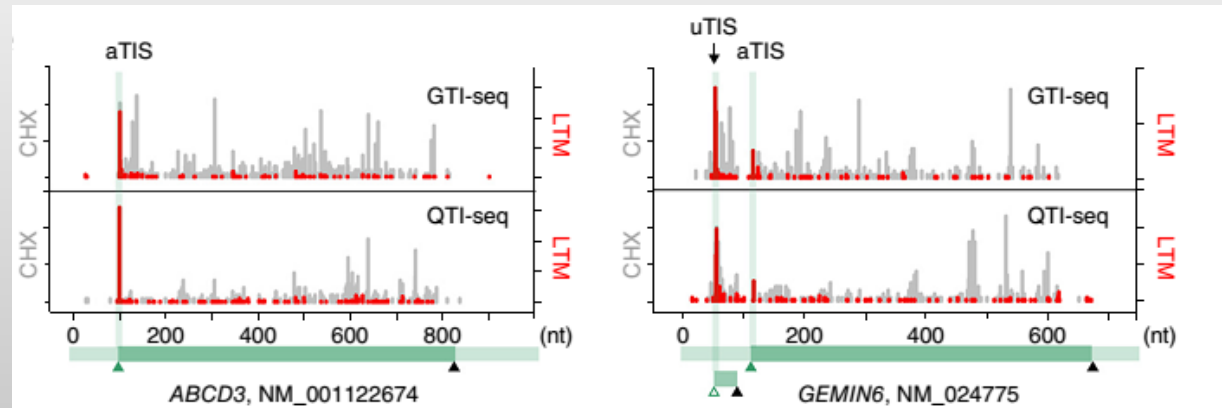 aTIS
GTI-seq
CHX
LTM
QTI-seq
CHX
LTM
0 200 400 600 800 (nt)
ABCD3, NM_001122674
uTIS
aTIS
GTI-seq
CHX
LTM
QTI-seq
CHX
LTM
0 200 400 600 (nt)
GEMIN6, NM_024775